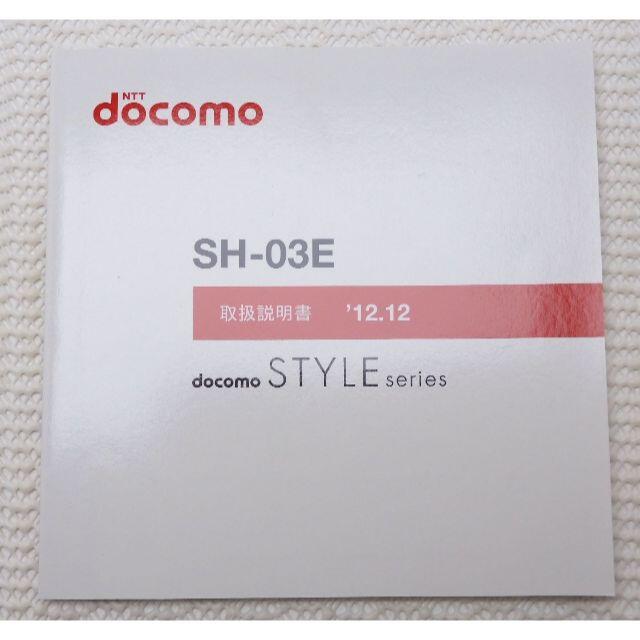 NTT
docomo
SH-03E
取扱説明書 '12.12
docomo STYLE series